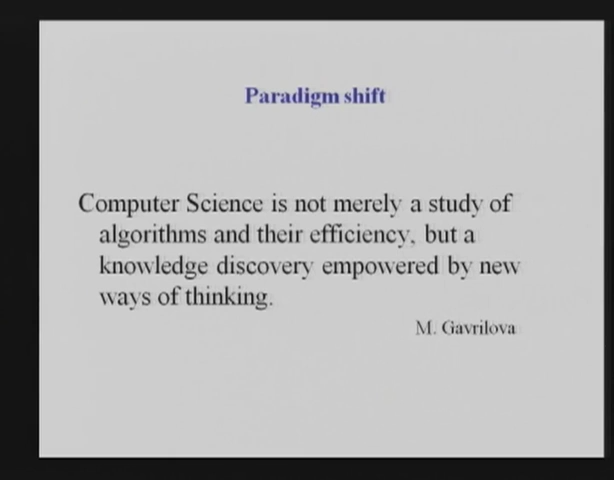 Paradigm shift
Computer Science is not merely a study of
algorithms and their efficiency, but a
knowledge discovery empowered by new
ways of thinking.
M. Gavrilova